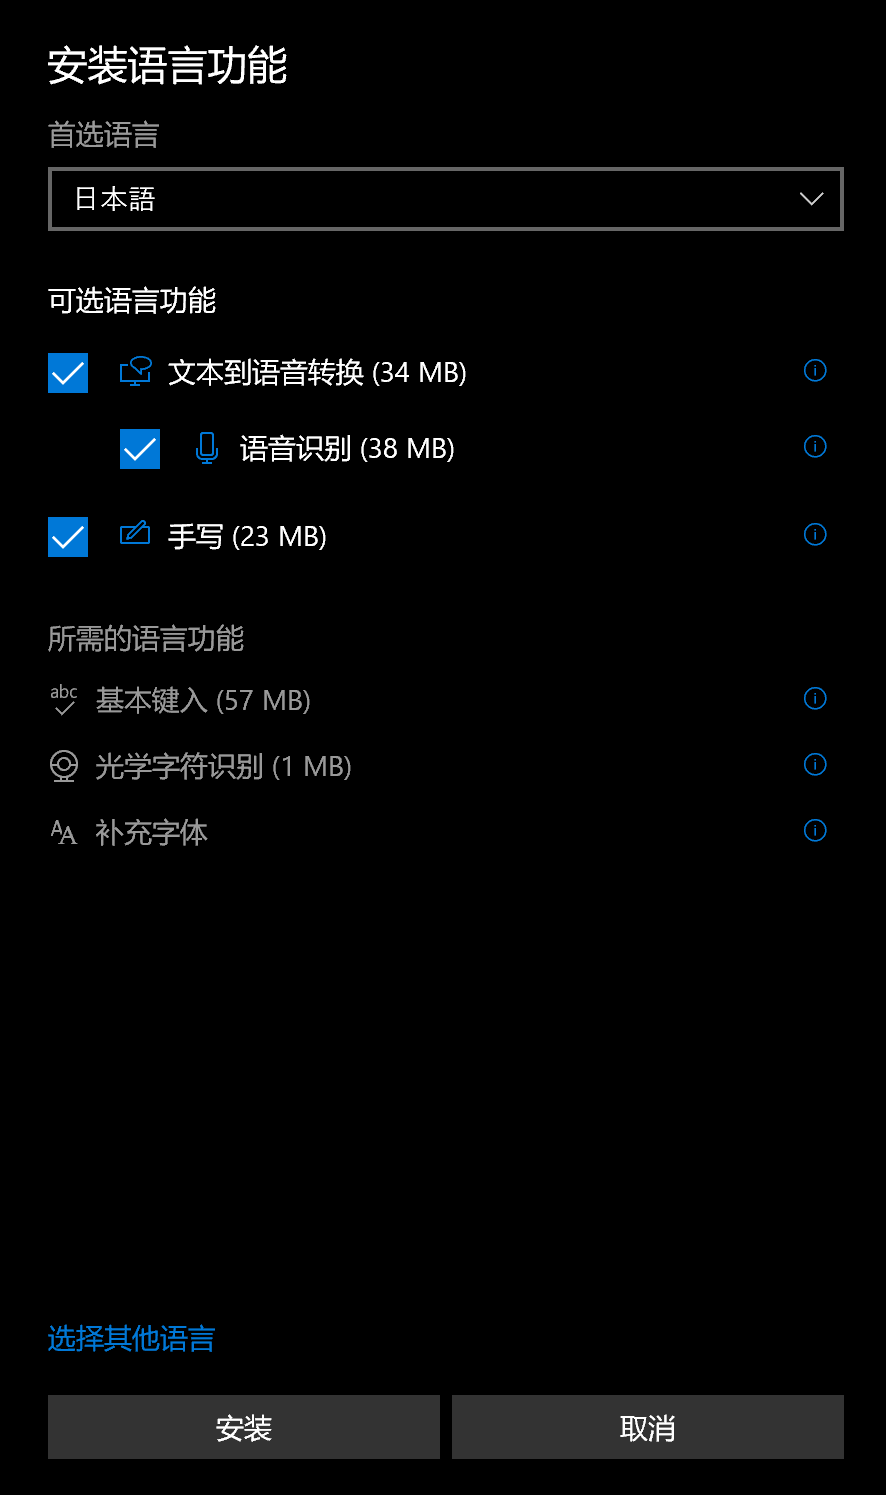 安装语言功能
首选语言
日本語
可选语言功能
文本到语音转换 (34 MB)
语音识别 (38 MB)
手写 (23 MB)
所需的语言功能
abc 基本键入 (57 MB)
光学字符识别 (1 MB)
AA 补充字体
选择其他语言
安装 取消